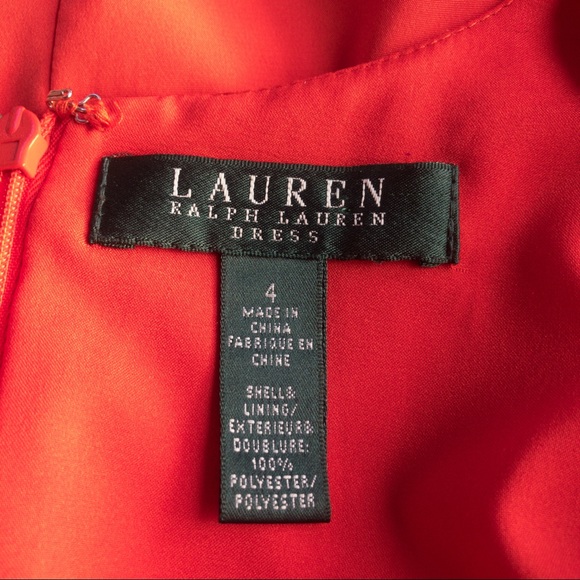 LAUREN
RALPH LAUREN
DRESS
4
MADE IN
CHINA
FABRIQUE EN
CHINE
SHELL&
LINING/
EXTERIEUR&
DOUBLURE:
100%
POLYESTER/
POLYESTER